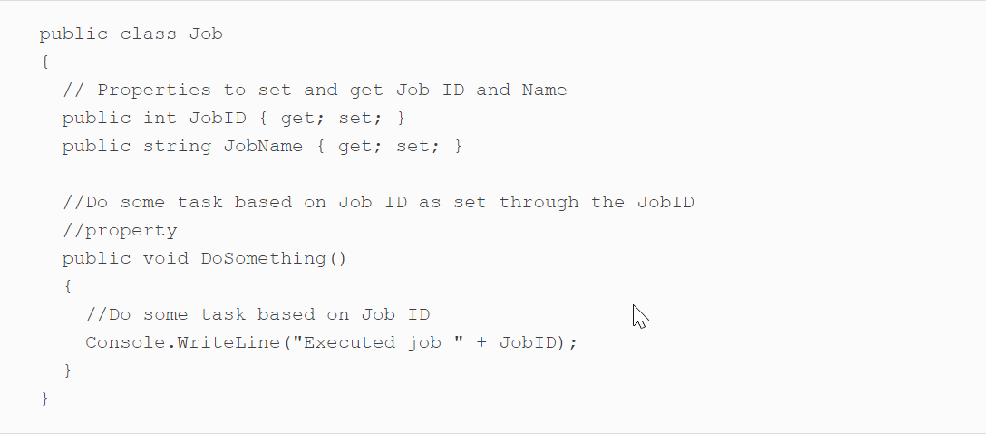 public class Job
{
// Properties to set and get Job ID and Name
public int JobID { get; set; }
public string JobName { get; set; }
//Do some task based on Job ID as set through the JobID
//property
public void DoSomething()
{
//Do some task based on Job ID
Console.WriteLine("Executed job " + JobID);
}
}